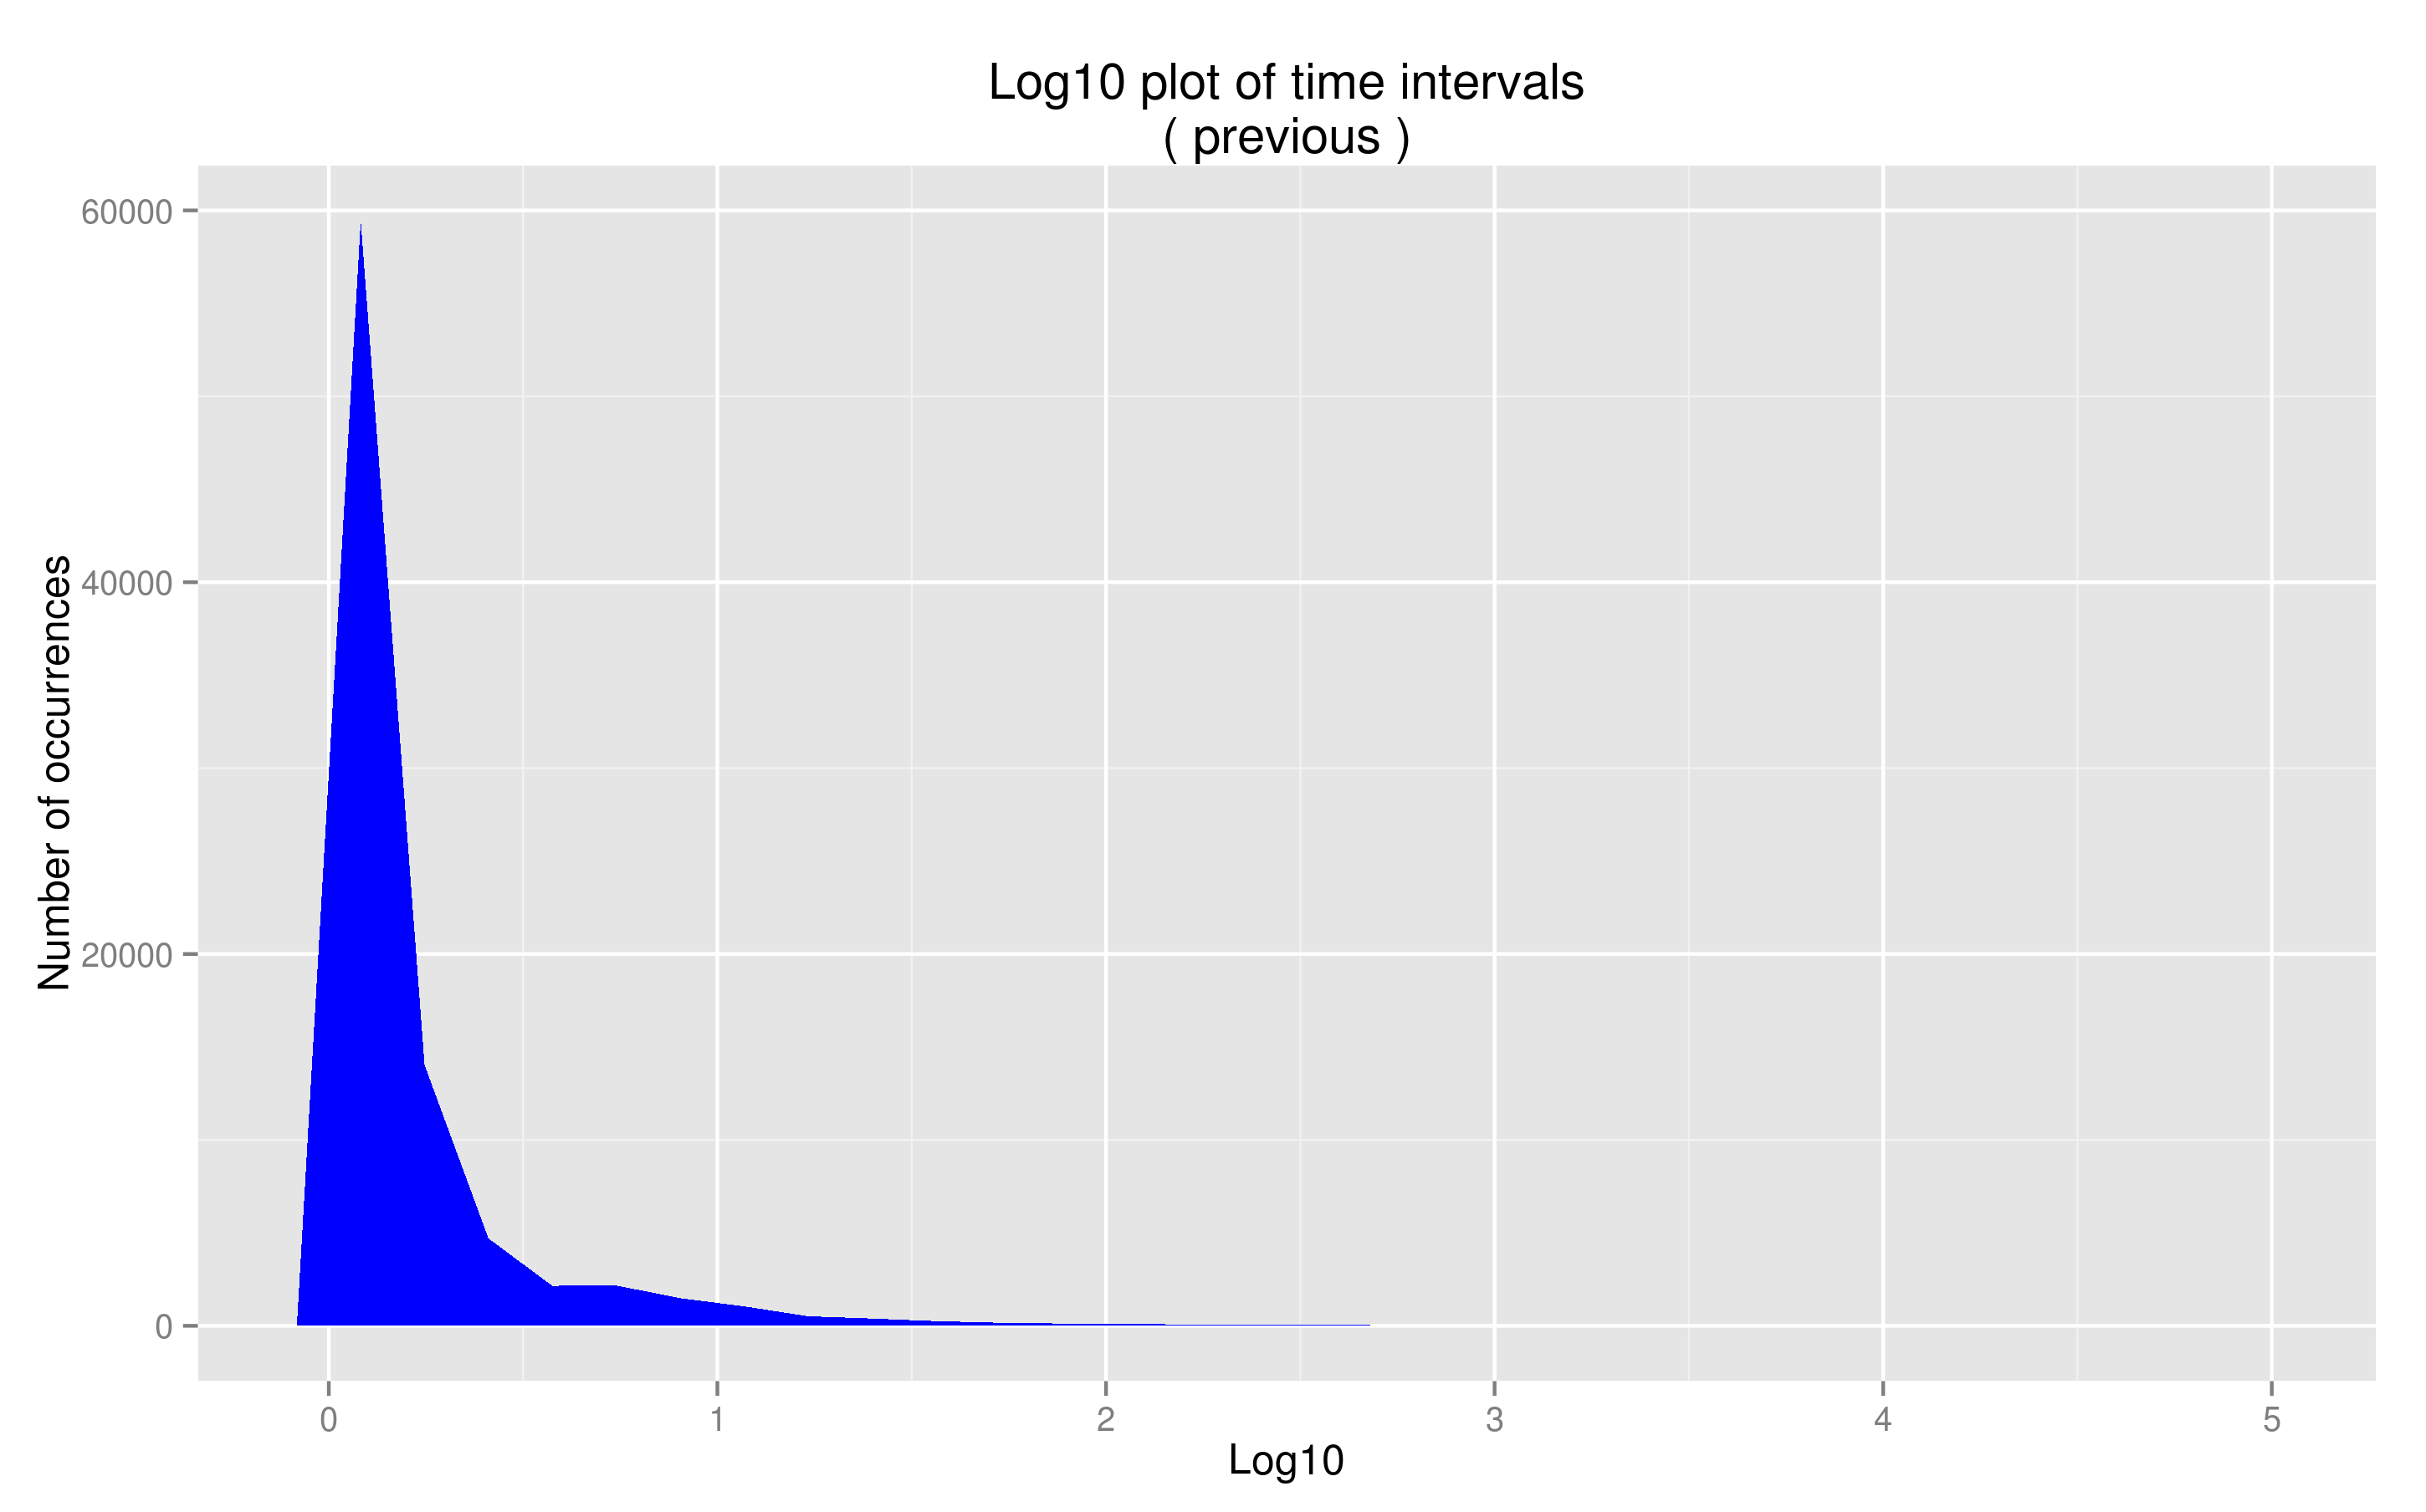 Log10 plot of time intervals
( previous )
Number of occurrences
60000
40000
20000
0
0 1 2 3 4 5
Log10